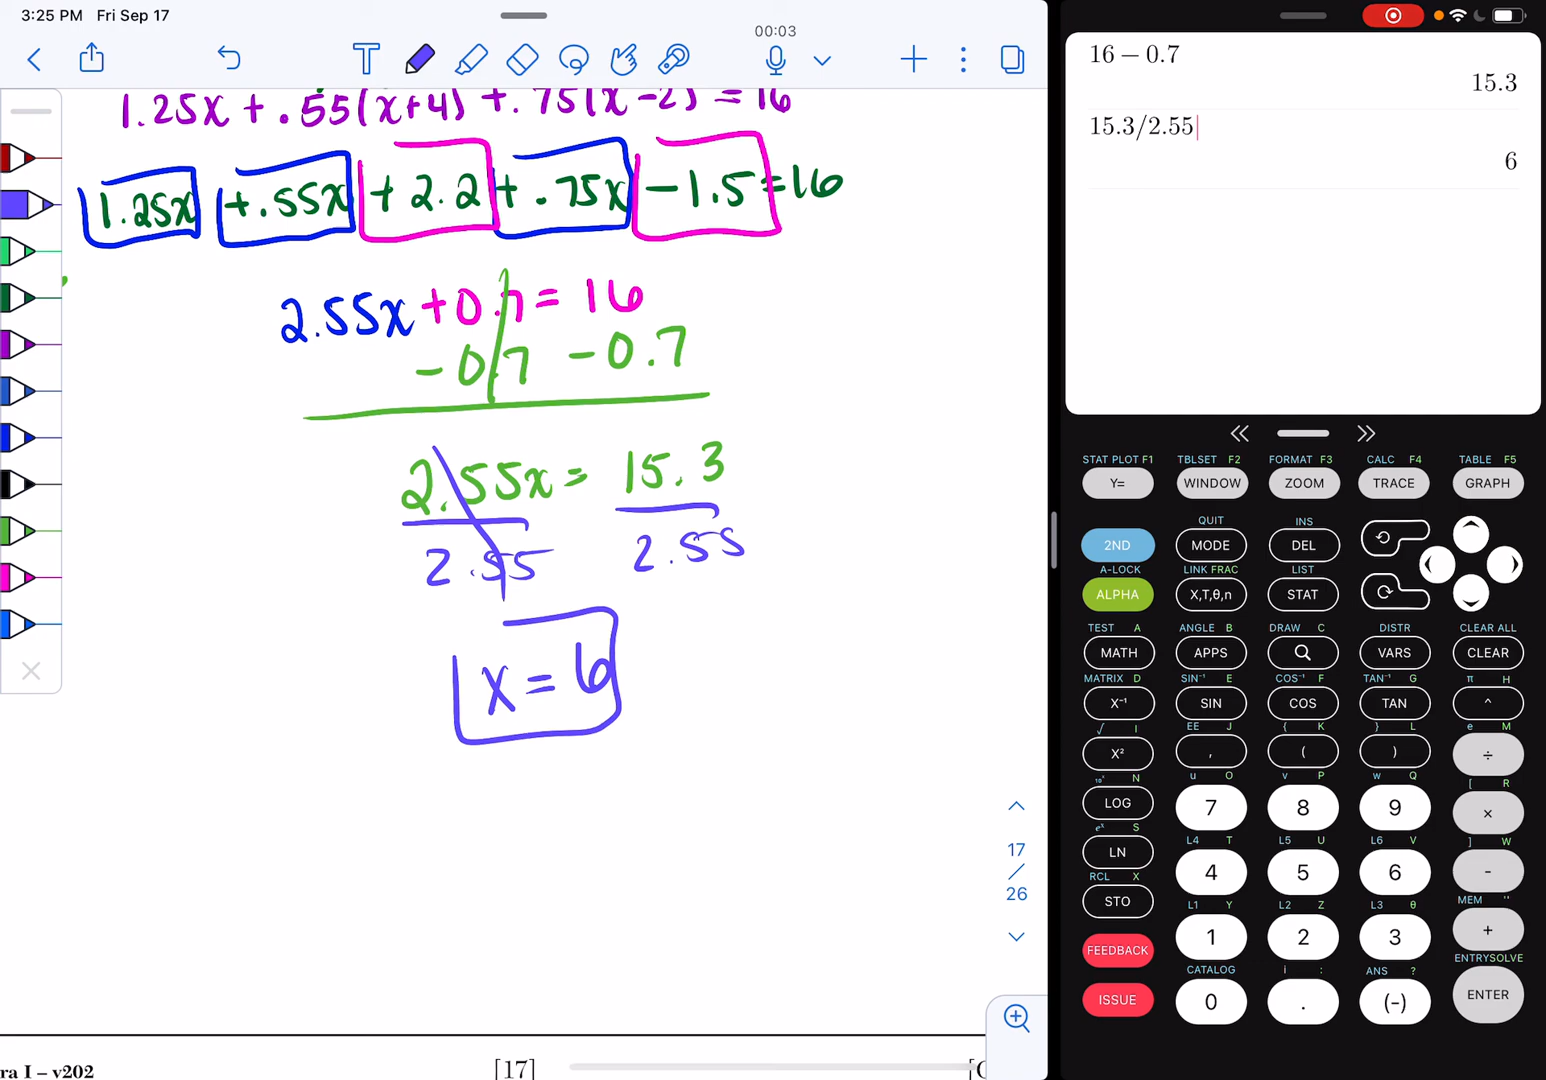 3:25 PM Fri Sep 17
00:03
T
1.25x + .55(x+4) + .75(x-2) = 16
1.25x +.55x +2.2 + .75x -1.5 = 16
2.55x +0.7 = 16
-0.7 -0.7
2.55x = 15.3
2.55 2.55
x = 6
17
/
26
ra I – v202
[17]
16 − 0.7
15.3
15.3/2.55
6
STAT PLOT F1 TBLSET F2 FORMAT F3 CALC F4 TABLE F5
Y= WINDOW ZOOM TRACE GRAPH
QUIT INS
2ND MODE DEL
A-LOCK LINK FRAC LIST
ALPHA X,T,θ,n STAT
TEST A ANGLE B DRAW C DISTR CLEAR ALL
MATH APPS VARS CLEAR
MATRIX D SIN⁻¹ E COS⁻¹ F TAN⁻¹ G π H
X⁻¹ SIN COS TAN ^
√ I EE J { K } L e M
X² , ( ) ÷
10ˣ N u O v P w Q [ R
LOG 7 8 9 ×
eˣ S L4 T L5 U L6 V ] W
LN 4 5 6 -
RCL X L1 Y L2 Z L3 θ MEM "
STO 1 2 3 +
FEEDBACK CATALOG i : ANS ? ENTRY SOLVE
ISSUE 0 . (-) ENTER